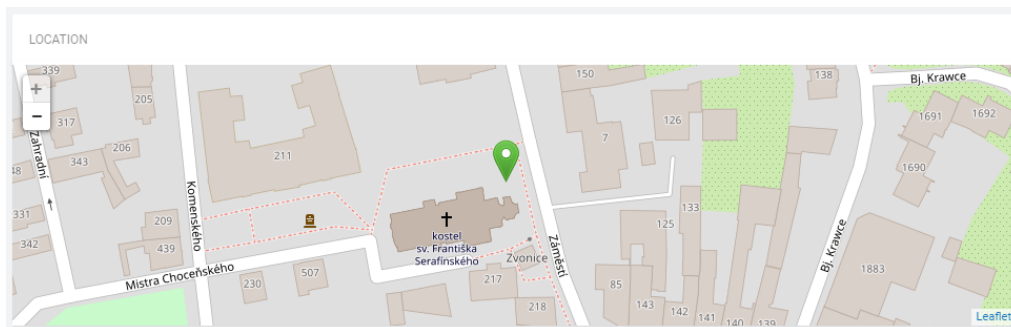 LOCATION
+
−
339
205
317
343
206
48
Zahradní
331
342
209
439
Komenského
211
Mistra Choceňského
230
507
kostel
sv. Františka
Serafinského
Zvonice
217
218
Záměstí
150
7
126
138
Bj. Krawce
1691
1692
1690
133
125
85
143
142
141
140
139
Bj. Krawce
1883
Leaflet